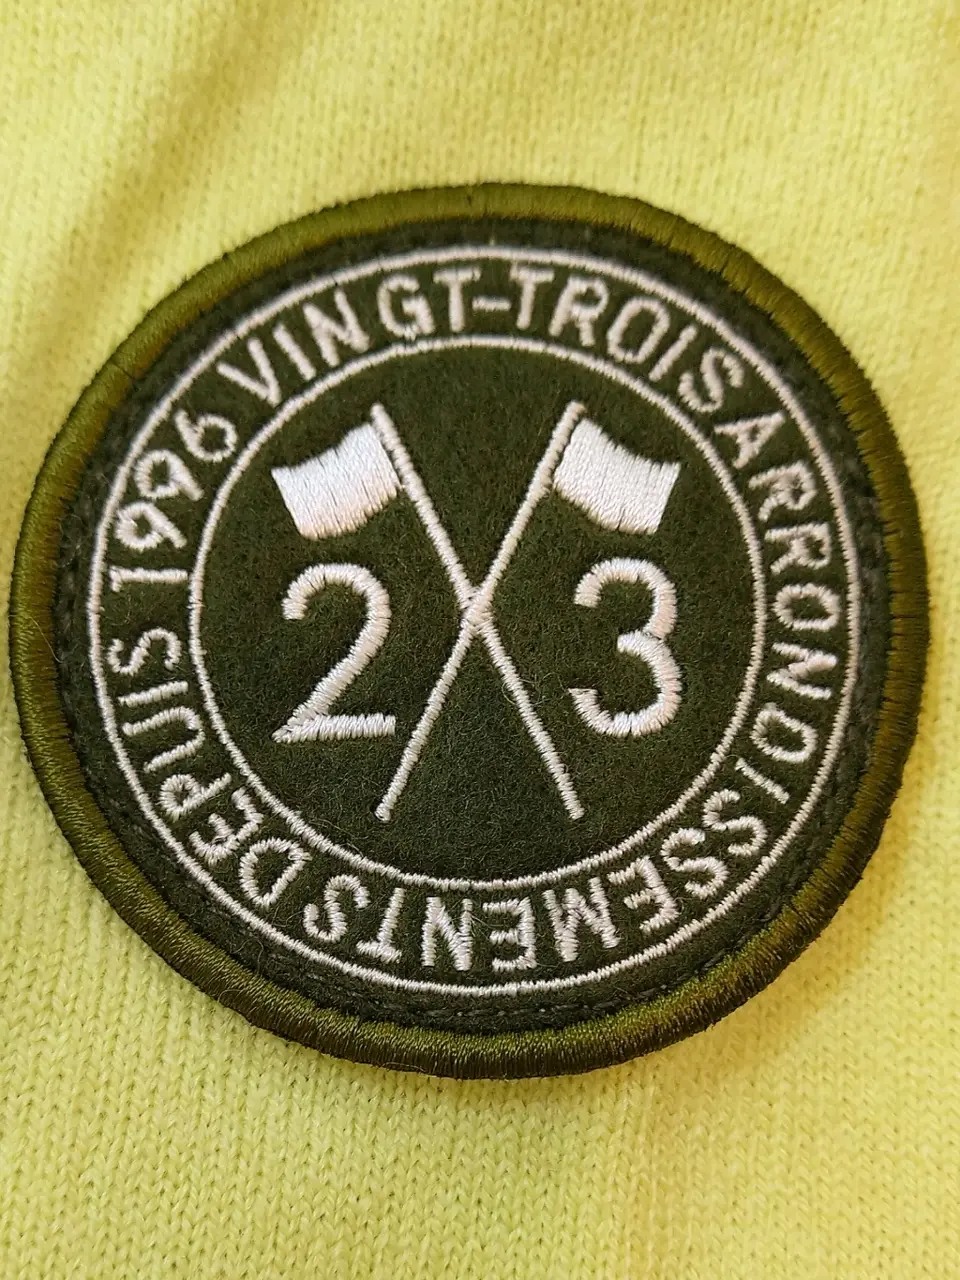 VINGT-TROIS ARRONDISSEMENTS DEPUIS 1996
2 3